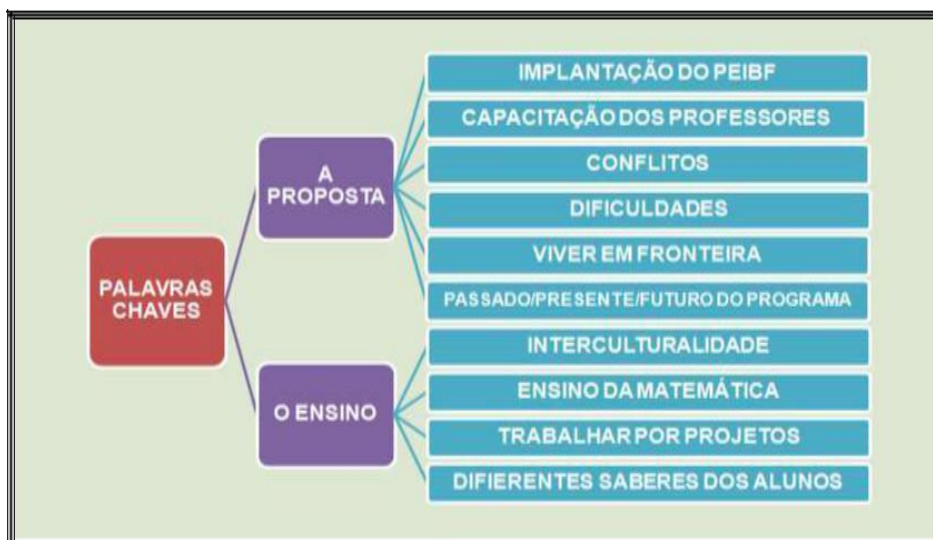 PALAVRAS
CHAVES
A
PROPOSTA
IMPLANTAÇÃO DO PEIBF
CAPACITAÇÃO DOS PROFESSORES
CONFLITOS
DIFICULDADES
VIVER EM FRONTEIRA
PASSADO/PRESENTE/FUTURO DO PROGRAMA
O ENSINO
INTERCULTURALIDADE
ENSINO DA MATEMÁTICA
TRABALHAR POR PROJETOS
DIFIERENTES SABERES DOS ALUNOS